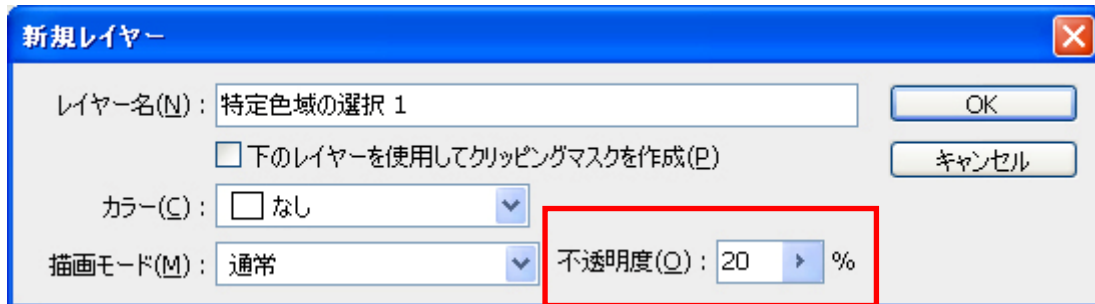 新規レイヤー
レイヤー名(N)：特定色域の選択 1
OK
下のレイヤーを使用してクリッピングマスクを作成(P)
キャンセル
カラー(C)：なし
描画モード(M)：通常
不透明度(O)：20 %